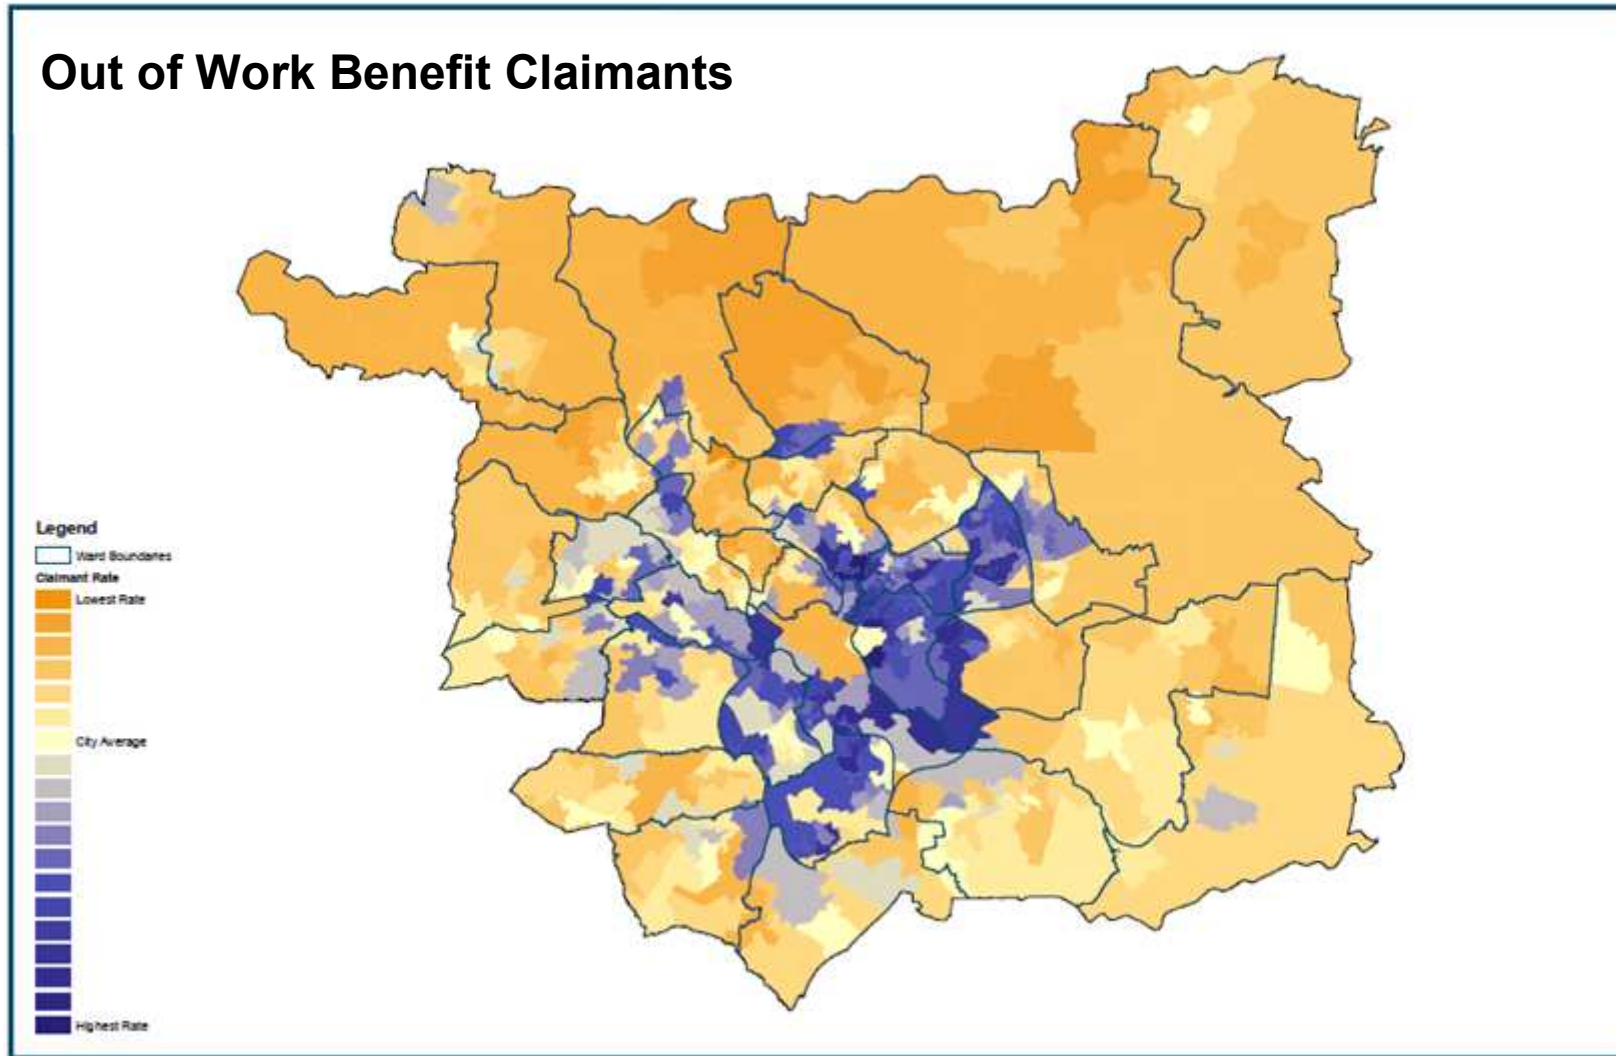 Out of Work Benefit Claimants
Legend
Ward Boundaries
Claimant Rate
Lowest Rate
City Average
Highest Rate